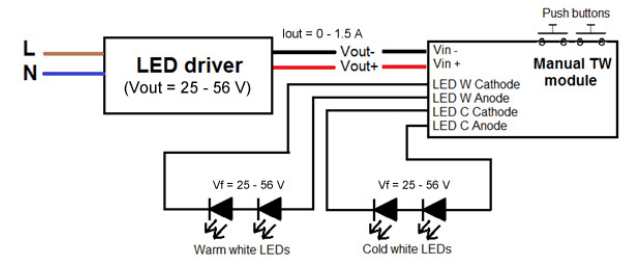 Push buttons
L
N
LED driver
(Vout = 25 - 56 V)
Iout = 0 - 1.5 A
Vout-
Vout+
Vin -
Vin +
Manual TW
module
LED W Cathode
LED W Anode
LED C Cathode
LED C Anode
Vf = 25 - 56 V
Vf = 25 - 56 V
Warm white LEDs
Cold white LEDs